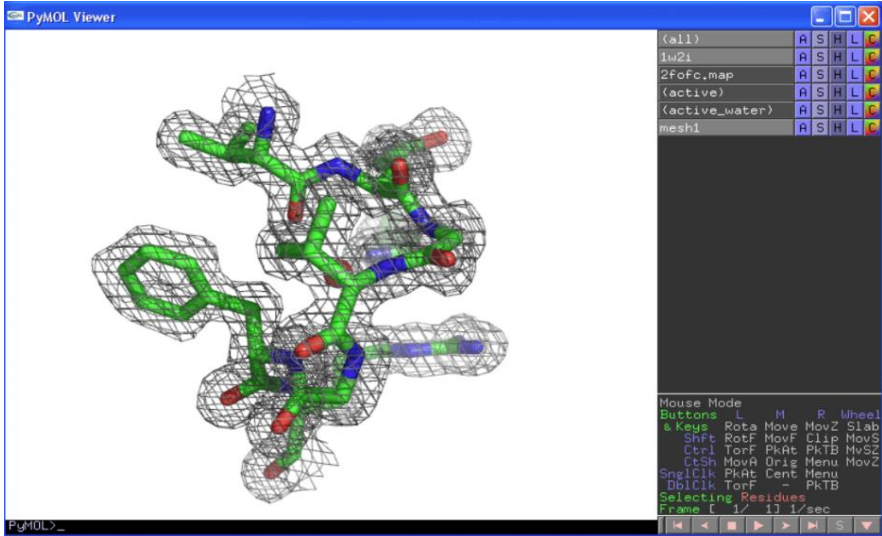 PyMOL Viewer
(all) A S H L C
1w2i A S H L C
2fofc.map A S H L C
(active) A S H L C
(active_water) A S H L C
mesh1 A S H L C
Mouse Mode
Buttons L M R Wheel
& Keys Rota Move MovZ Slab
Shft RotF MovF Clip MovS
Ctrl TorF PkAt PkTB MvSZ
CtSh MovA Orig Menu MovZ
SnglClk PkAt Cent Menu
DblClk TorF - PkTB
Selecting Residues
Frame [ 1/ 1] 1/sec
S
PyMOL>_